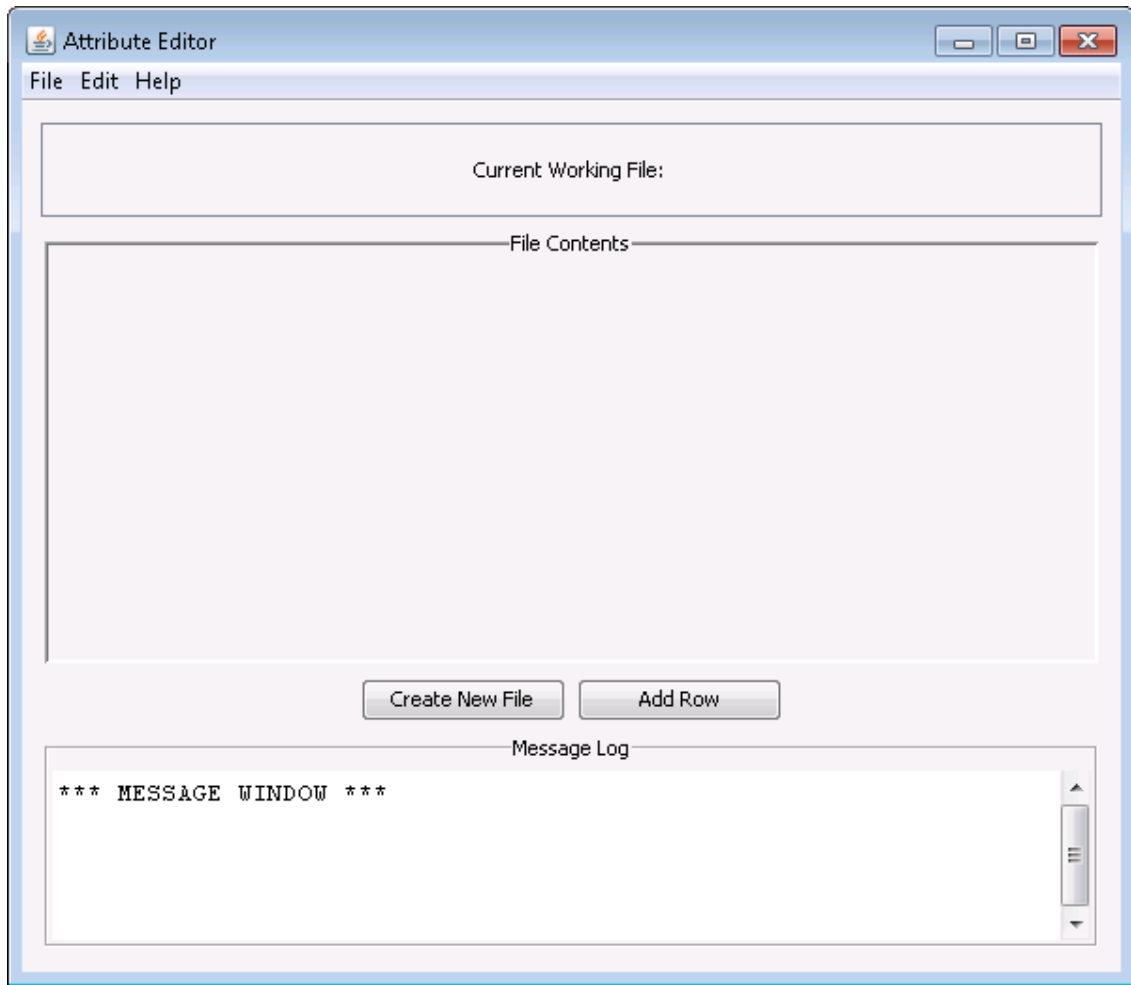 Attribute Editor
File Edit Help
Current Working File:
File Contents
Create New File Add Row
Message Log
*** MESSAGE WINDOW ***